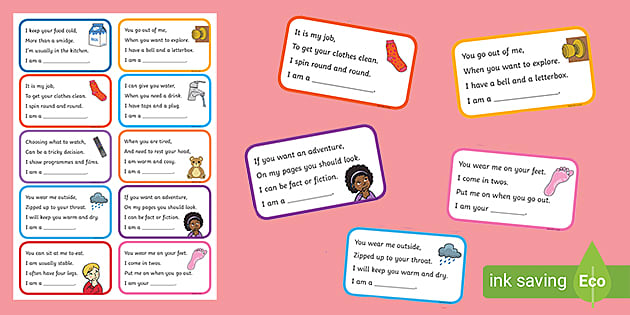 I keep your food cold,
More than a smidge.
I'm usually in the kitchen.
I am a ____________.
You go out of me,
When you want to explore.
I have a bell and a letterbox.
I am a ____________.
It is my job,
To get your clothes clean.
I spin round and round.
I am a ____________.
I can give you water,
When you need a drink.
I have taps and a plug.
I am a ____________.
Choosing what to watch,
Can be a tricky decision.
I show programmes and films.
I am a ____________.
When you are tired,
And need to rest your head,
I am warm and cosy.
I am a ____________.
You wear me outside,
Zipped up to your throat.
I will keep you warm and dry.
I am a ____________.
If you want an adventure,
On my pages you should look.
I can be fact or fiction.
I am a ____________.
You can sit at me to eat.
I am usually stable.
I often have four legs.
I am a ____________.
You wear me on your feet.
I come in twos.
Put me on when you go out.
I am a ____________.
It is my job,
To get your clothes clean.
I spin round and round.
I am a ____________.
You go out of me,
When you want to explore.
I have a bell and a letterbox.
I am a ____________.
If you want an adventure,
On my pages you should look.
I can be fact or fiction.
I am a ____________.
You wear me on your feet.
I come in twos.
Put me on when you go out.
I am a ____________.
You wear me outside,
Zipped up to your throat.
I will keep you warm and dry.
I am a ____________.
ink saving
Eco